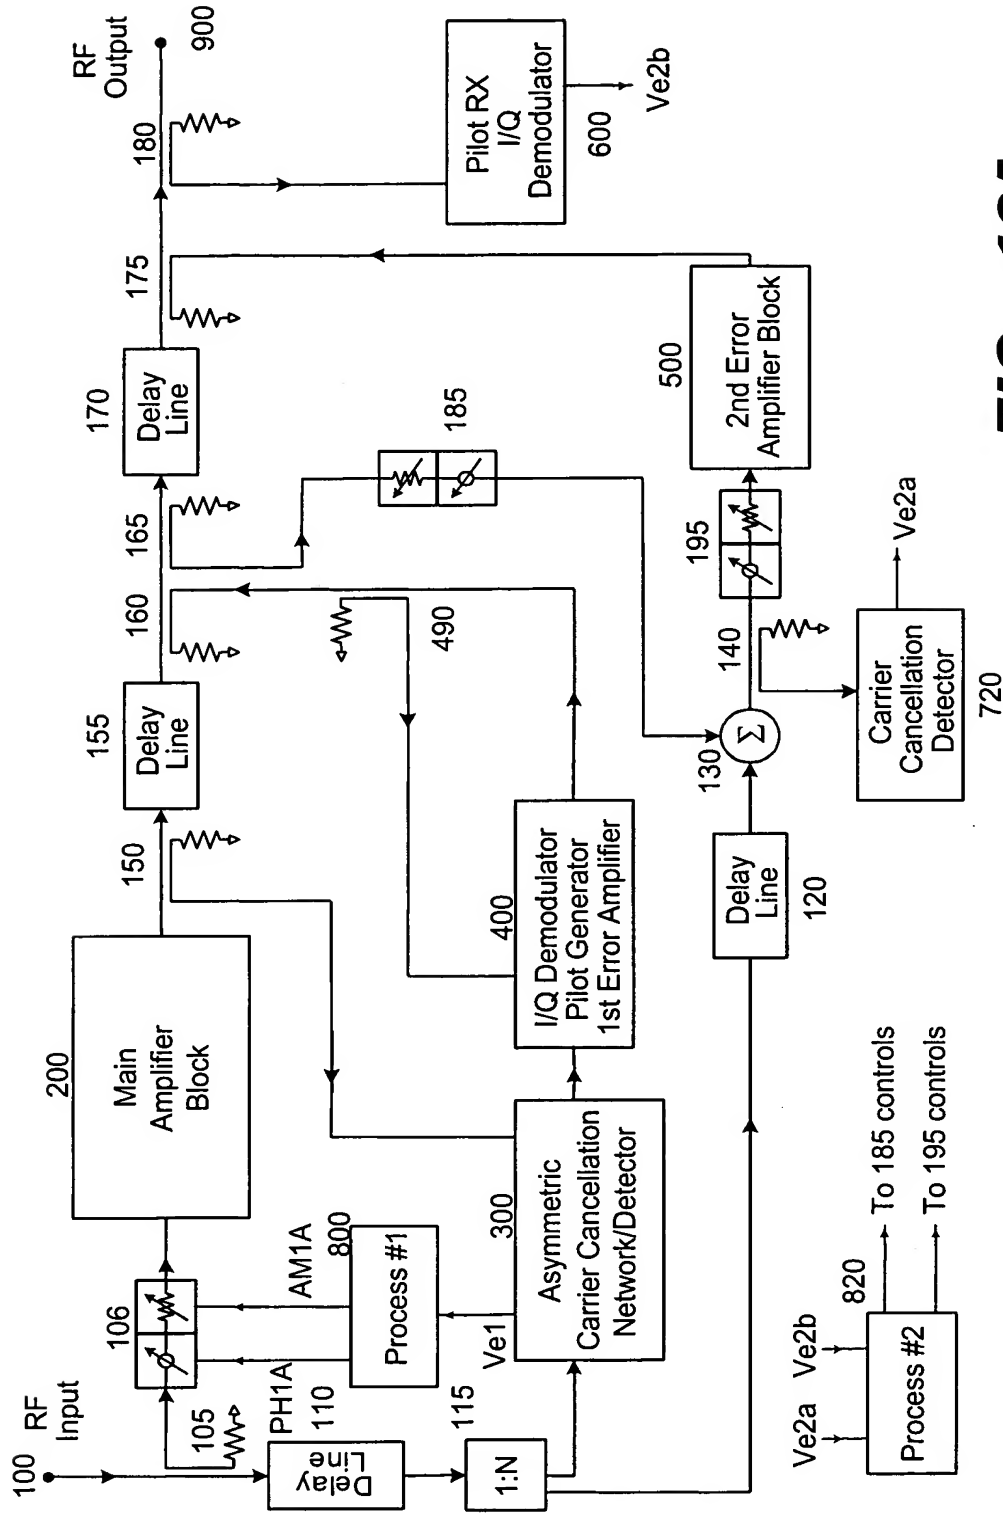 RF
Input
100
105
106
200
Main
Amplifier
Block
150
155
Delay
Line
160
165
170
Delay
Line
175
180
RF
Output
900
PH1A
AM1A
110
Delay
Line
800
Process #1
Ve1
115
1:N
300
Asymmetric
Carrier Cancellation
Network/Detector
400
I/Q Demodulator
Pilot Generator
1st Error Amplifier
490
185
Pilot RX
I/Q
Demodulator
600
Ve2b
120
Delay
Line
130
Σ
140
195
500
2nd Error
Amplifier Block
Carrier
Cancellation
Detector
720
Ve2a
Ve2a
Ve2b
820
Process #2
To 185 controls
To 195 controls